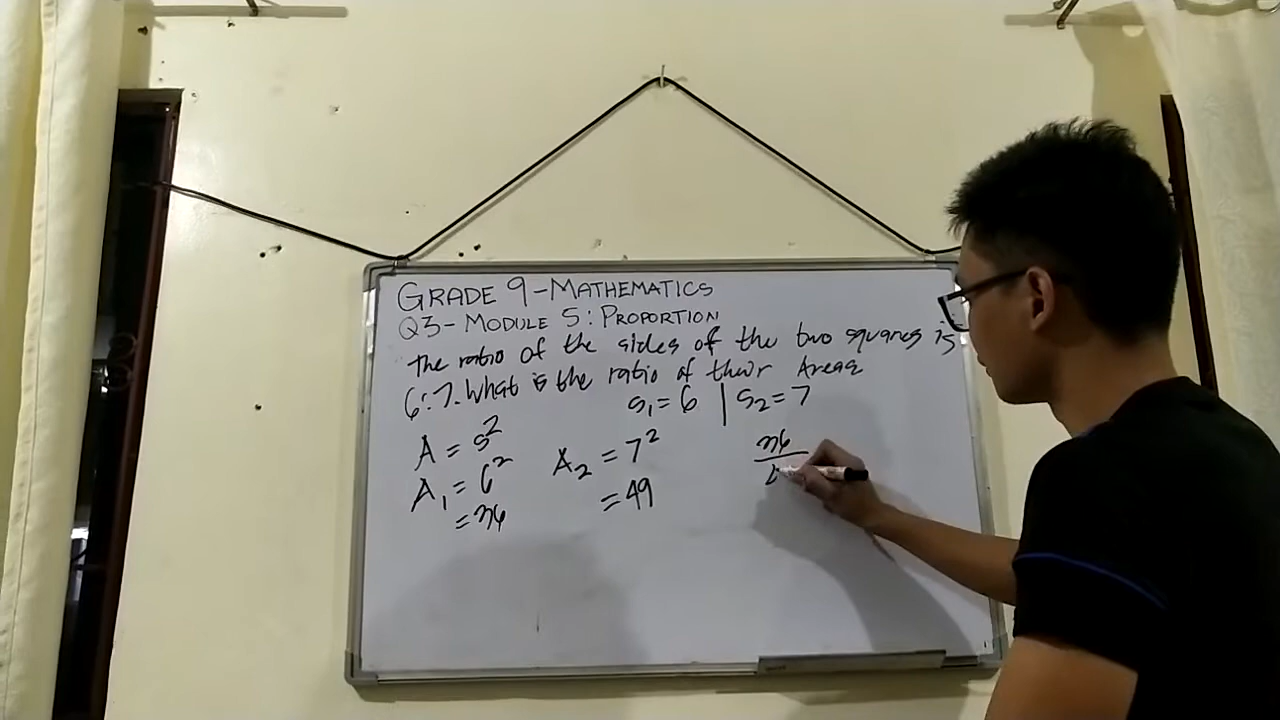 GRADE 9-MATHEMATICS
Q3- MODULE 5: PROPORTION
the ratio of the sides of the two squares is
6:7. What is the ratio of their Areas
S₁ = 6 | S₂ = 7
A = s²
A₁ = 6²
= 36
A₂ = 7²
= 49
36